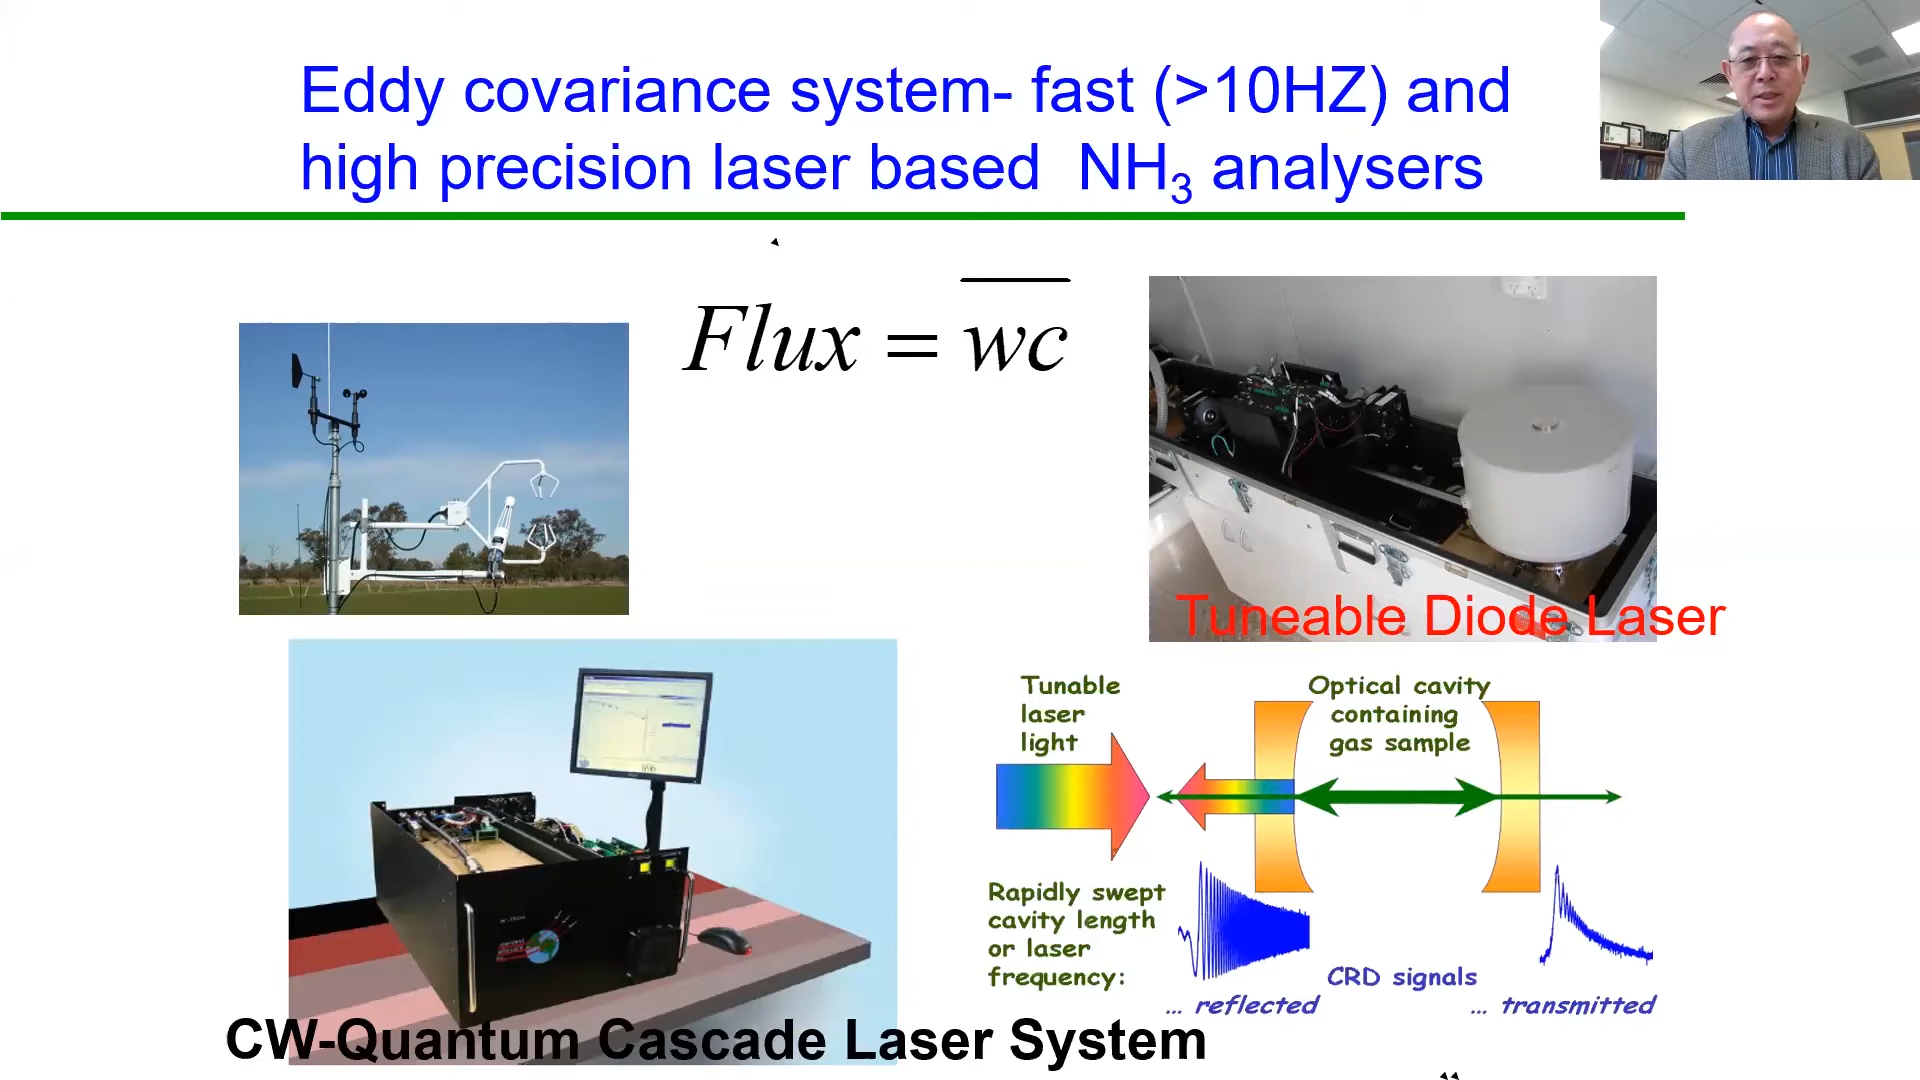 Eddy covariance system- fast (>10HZ) and
high precision laser based NH3 analysers
Flux = wc
Tuneable Diode Laser
Tunable
laser
light
Optical cavity
containing
gas sample
Rapidly swept
cavity length
or laser
frequency:
CRD signals
... reflected
... transmitted
CW-Quantum Cascade Laser System